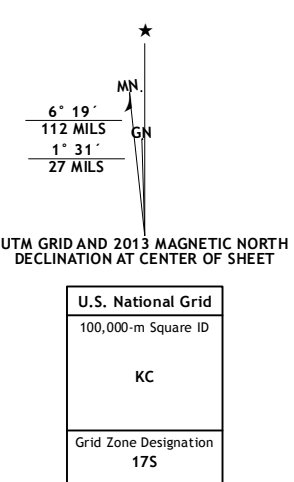 ★
MN.
6° 19´
112 MILS
GN
1° 31´
27 MILS
UTM GRID AND 2013 MAGNETIC NORTH
DECLINATION AT CENTER OF SHEET
U.S. National Grid
100,000-m Square ID
KC
Grid Zone Designation
17S